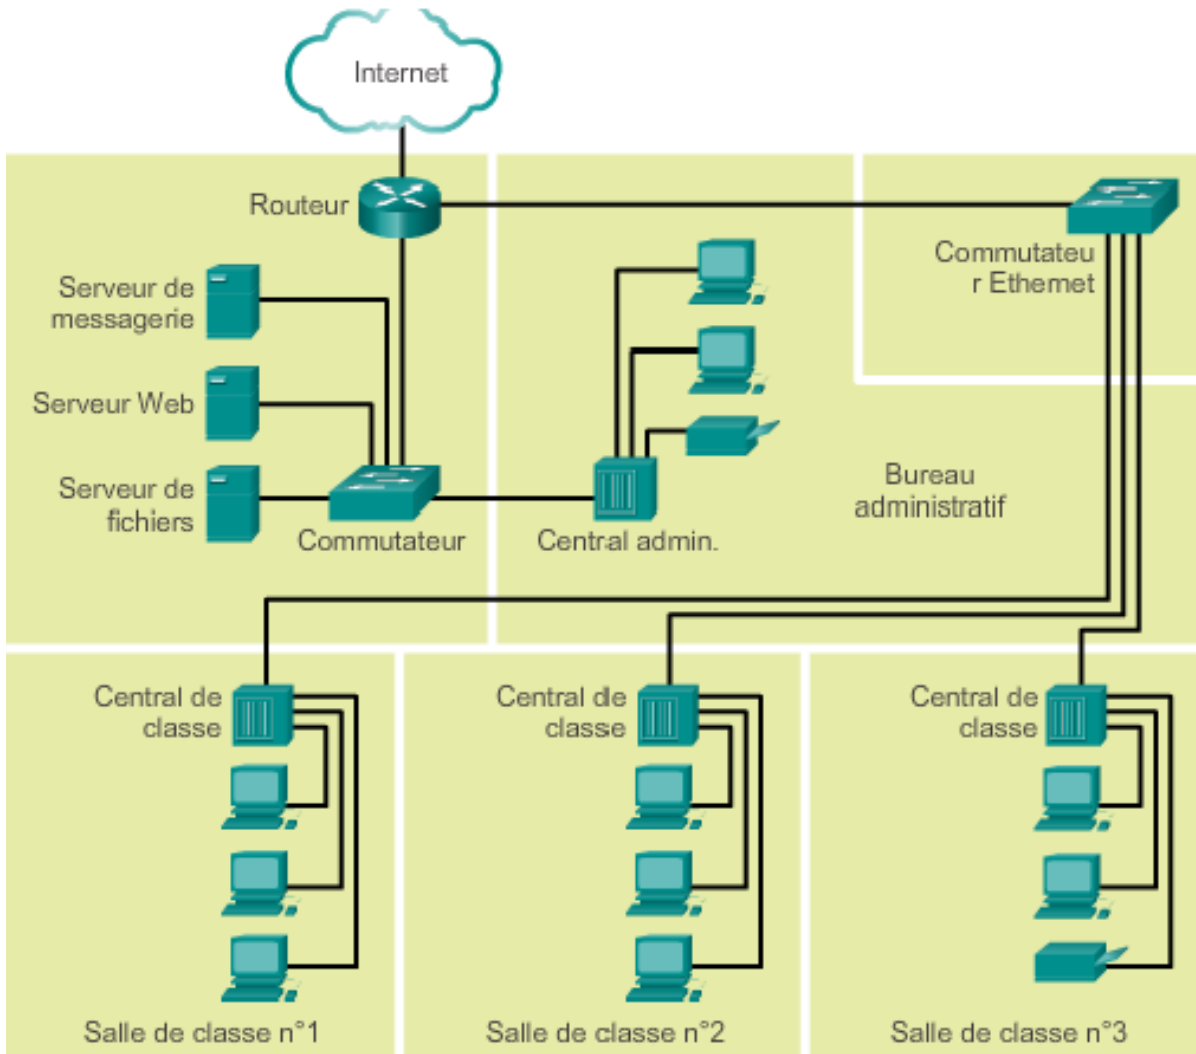 Internet
Routeur
Commutateu
r Ethernet
Serveur de
messagerie
Serveur Web
Serveur de
fichiers
Commutateur
Central admin.
Bureau
administratif
Central de
classe
Central de
classe
Central de
classe
Salle de classe n°1
Salle de classe n°2
Salle de classe n°3